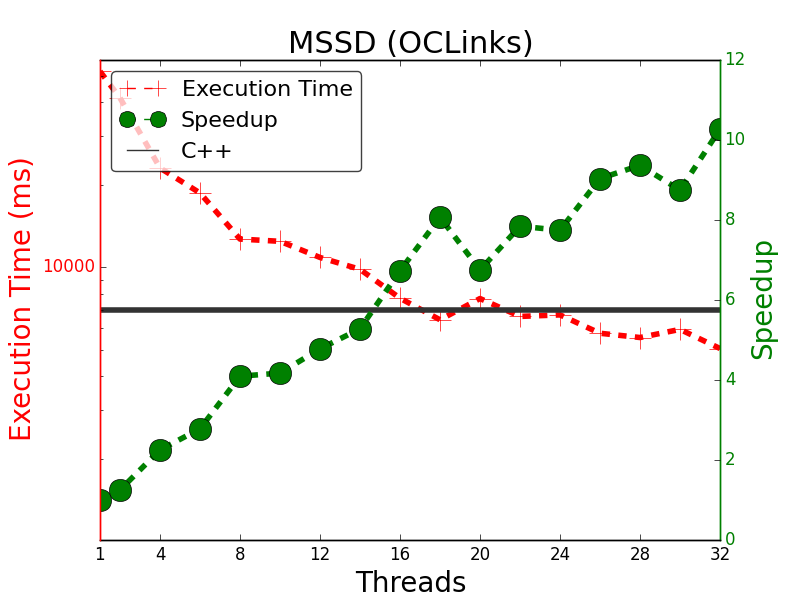 MSSD (OCLinks)
Execution Time
Speedup
C++
Execution Time (ms)
10000
12
10
8
6
4
2
0
Speedup
1 4 8 12 16 20 24 28 32
Threads